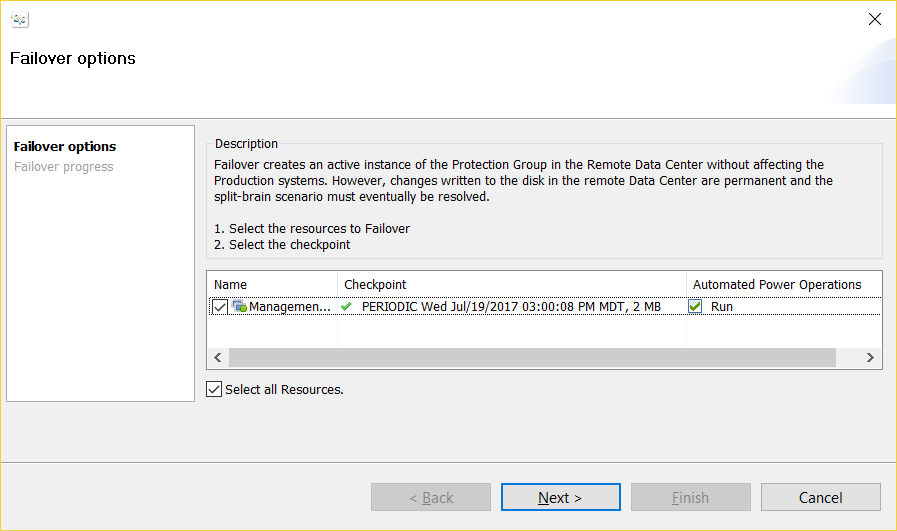 Failover options
Failover options
Failover progress
Description
Failover creates an active instance of the Protection Group in the Remote Data Center without affecting the
Production systems. However, changes written to the disk in the remote Data Center are permanent and the
split-brain scenario must eventually be resolved.
1. Select the resources to Failover
2. Select the checkpoint
Name Checkpoint Automated Power Operations
Managemen... PERIODIC Wed Jul/19/2017 03:00:08 PM MDT, 2 MB Run
Select all Resources.
< Back Next > Finish Cancel